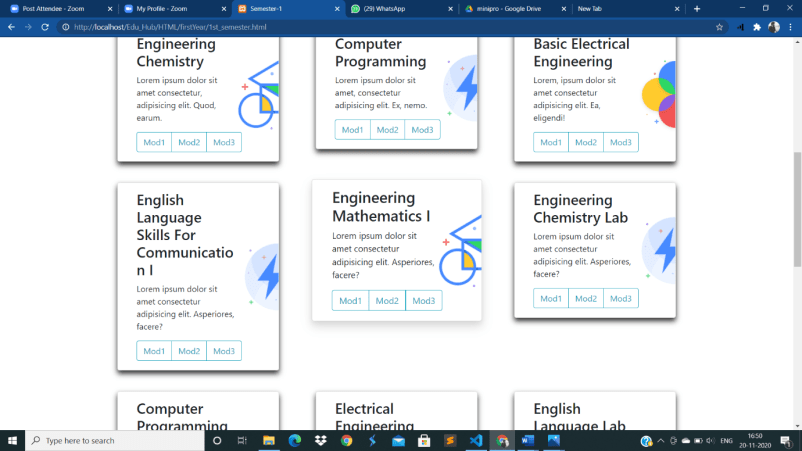 Post Attendee - Zoom
My Profile - Zoom
Semester-1
(29) WhatsApp
minipro - Google Drive
New Tab
http://localhost/Edu_Hub/HTML/firstYear/1st_semester.html
Engineering
Chemistry
Lorem ipsum dolor sit
amet consectetur,
adipisicing elit. Quod,
earum.
Mod1 Mod2 Mod3
Computer
Programming
Lorem ipsum dolor sit
amet, consectetur
adipisicing elit. Ex, nemo.
Mod1 Mod2 Mod3
Basic Electrical
Engineering
Lorem, ipsum dolor sit
amet consectetur
adipisicing elit. Ea,
eligendi!
Mod1 Mod2 Mod3
English
Language
Skills For
Communicatio
n I
Lorem ipsum dolor sit
amet consectetur
adipisicing elit. Asperiores,
facere?
Mod1 Mod2 Mod3
Engineering
Mathematics I
Lorem ipsum dolor sit
amet consectetur
adipisicing elit. Asperiores,
facere?
Mod1 Mod2 Mod3
Engineering
Chemistry Lab
Lorem ipsum dolor sit
amet consectetur
adipisicing elit. Asperiores,
facere?
Mod1 Mod2 Mod3
Computer
Programming
Electrical
Engineering
English
Language Lab
Type here to search
ENG
16:50
20-11-2020